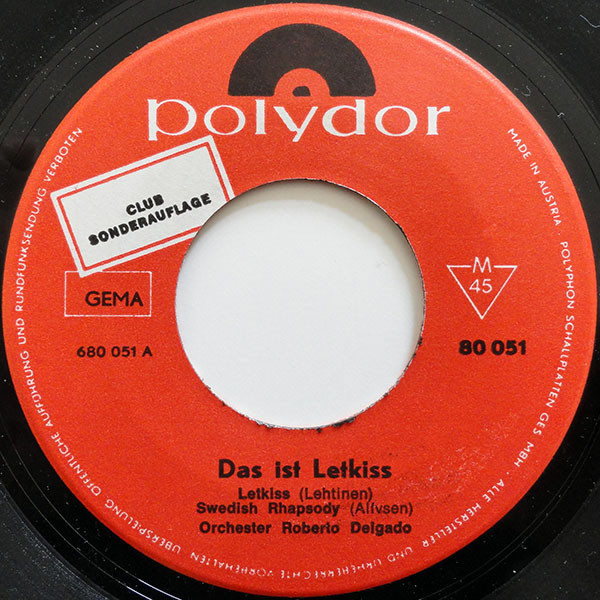 polydor
CLUB
SONDERAUFLAGE
GEMA
M
45
680 051 A
80 051
Das ist Letkiss
Letkiss (Lehtinen)
Swedish Rhapsody (Alfvsen)
Orchester Roberto Delgado
MADE IN AUSTRIA · POLYPHON SCHALLPLATTEN GES MBH · ALLE HERSTELLER UND URHEBERRECHTE VORBEHALTEN ÜBERSPIELUNG ÖFFENTLICHE AUFFÜHRUNG UND RUNDFUNKSENDUNG VERBOTEN